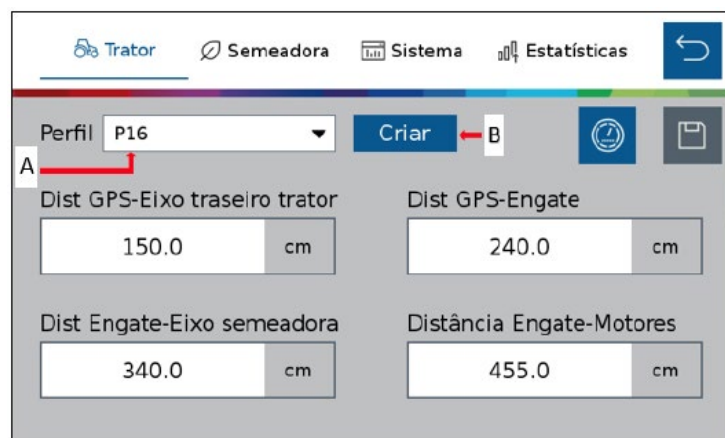 Trator Semeadora Sistema Estatísticas
Perfil P16 Criar B
A
Dist GPS-Eixo traseiro trator Dist GPS-Engate
150.0 cm 240.0 cm
Dist Engate-Eixo semeadora Distância Engate-Motores
340.0 cm 455.0 cm